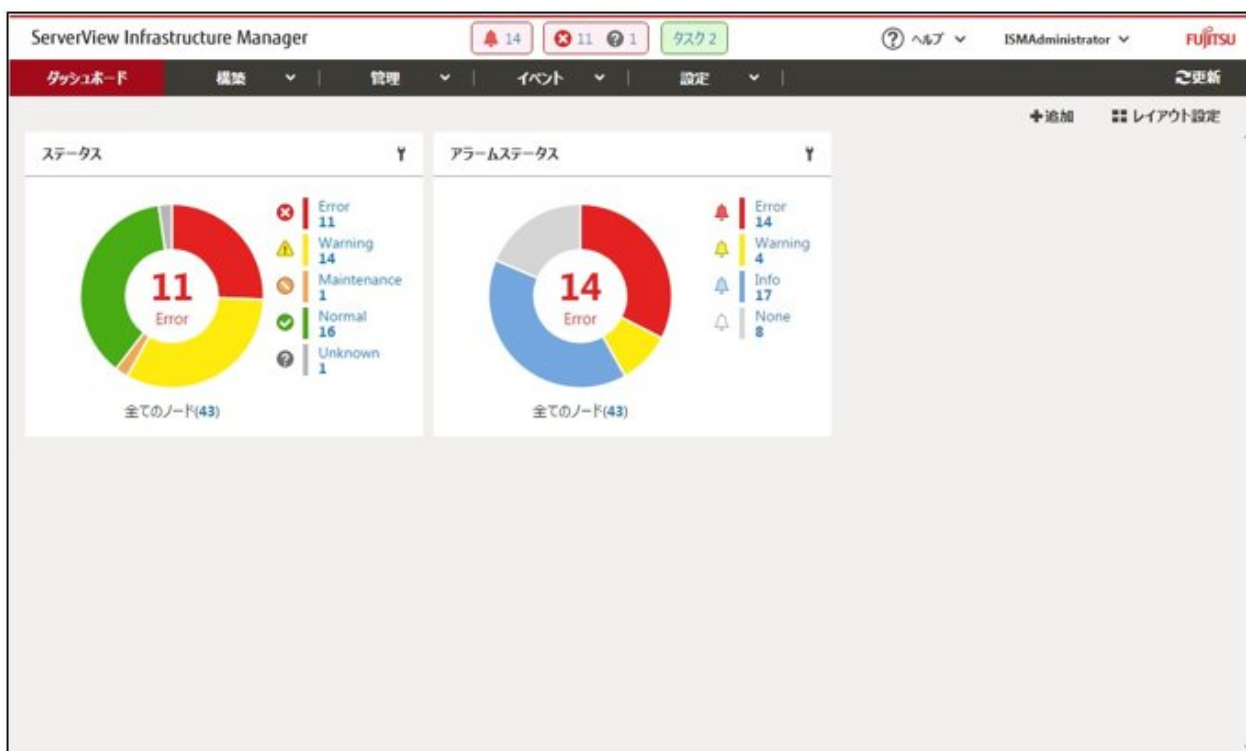 ServerView Infrastructure Manager
14
11
1
タスク 2
ヘルプ
ISMAdministrator
FUJITSU
ダッシュボード
構築
管理
イベント
設定
更新
追加
レイアウト設定
ステータス
11
Error
Error
11
Warning
14
Maintenance
1
Normal
16
Unknown
1
全てのノード(43)
アラームステータス
14
Error
Error
14
Warning
4
Info
17
None
8
全てのノード(43)